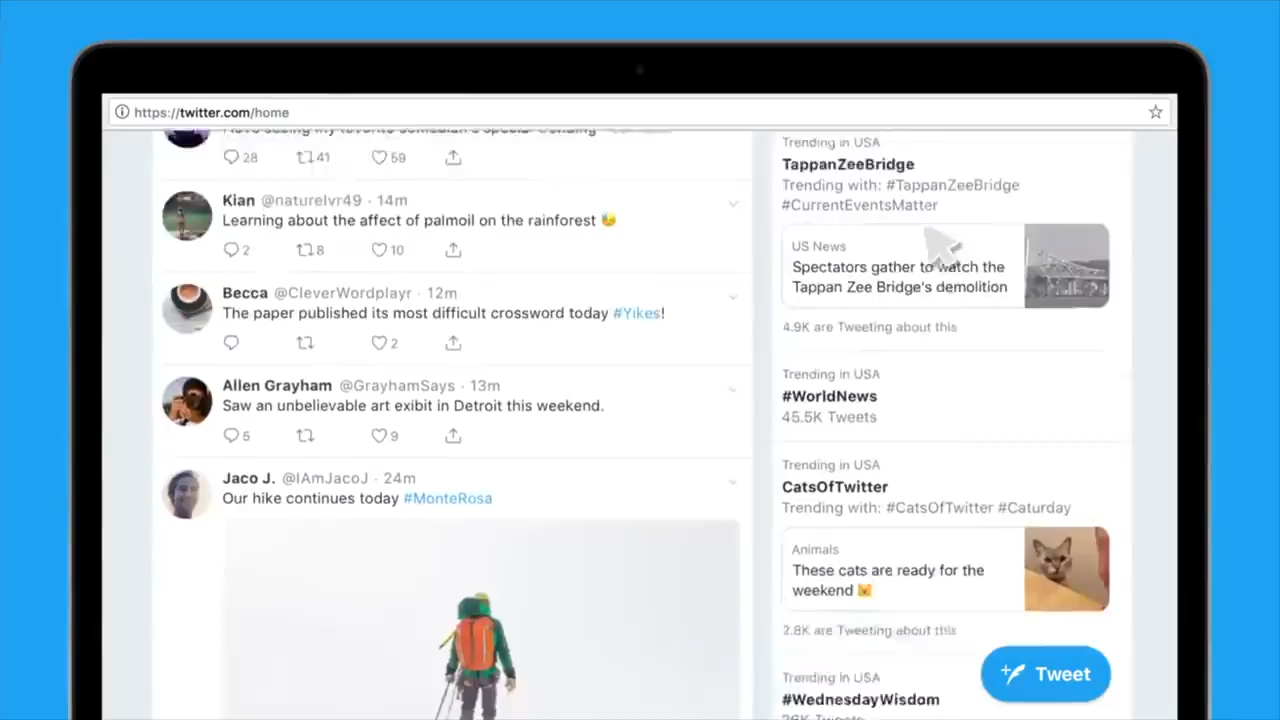 https://twitter.com/home
28 41 59
Kian @naturelvr49 · 14m
Learning about the affect of palmoil on the rainforest 😓
2 8 10
Becca @CleverWordplayr · 12m
The paper published its most difficult crossword today #Yikes!
2
Allen Grayham @GrayhamSays · 13m
Saw an unbelievable art exibit in Detroit this weekend.
5 9
Jaco J. @IAmJacoJ · 24m
Our hike continues today #MonteRosa
Trending in USA
TappanZeeBridge
Trending with: #TappanZeeBridge
#CurrentEventsMatter
US News
Spectators gather to watch the
Tappan Zee Bridge's demolition
4.9K are Tweeting about this
Trending in USA
#WorldNews
45.5K Tweets
Trending in USA
CatsOfTwitter
Trending with: #CatsOfTwitter #Caturday
Animals
These cats are ready for the
weekend 😺
2.8K are Tweeting about this
Trending in USA
#WednesdayWisdom
Tweet